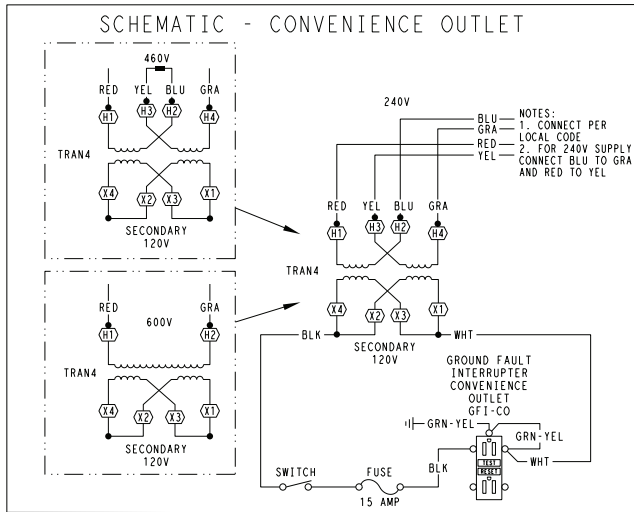 SCHEMATIC - CONVENIENCE OUTLET
460V
RED YEL BLU GRA
H1 H3 H2 H4
TRAN4
X4 X2 X3 X1
SECONDARY
120V
RED GRA
600V
H1 H2
TRAN4
X4 X2 X3 X1
SECONDARY
120V
240V
BLU
GRA
RED
YEL
NOTES:
1. CONNECT PER
LOCAL CODE
2. FOR 240V SUPPLY
CONNECT BLU TO GRA
AND RED TO YEL
RED YEL BLU GRA
H1 H3 H2 H4
TRAN4
X4 X2 X3 X1
BLK WHT
SECONDARY
120V
GROUND FAULT
INTERRUPTER
CONVENIENCE
OUTLET
GFI-CO
GRN-YEL
GRN-YEL
WHT
BLK
TEST
RESET
SWITCH FUSE
15 AMP